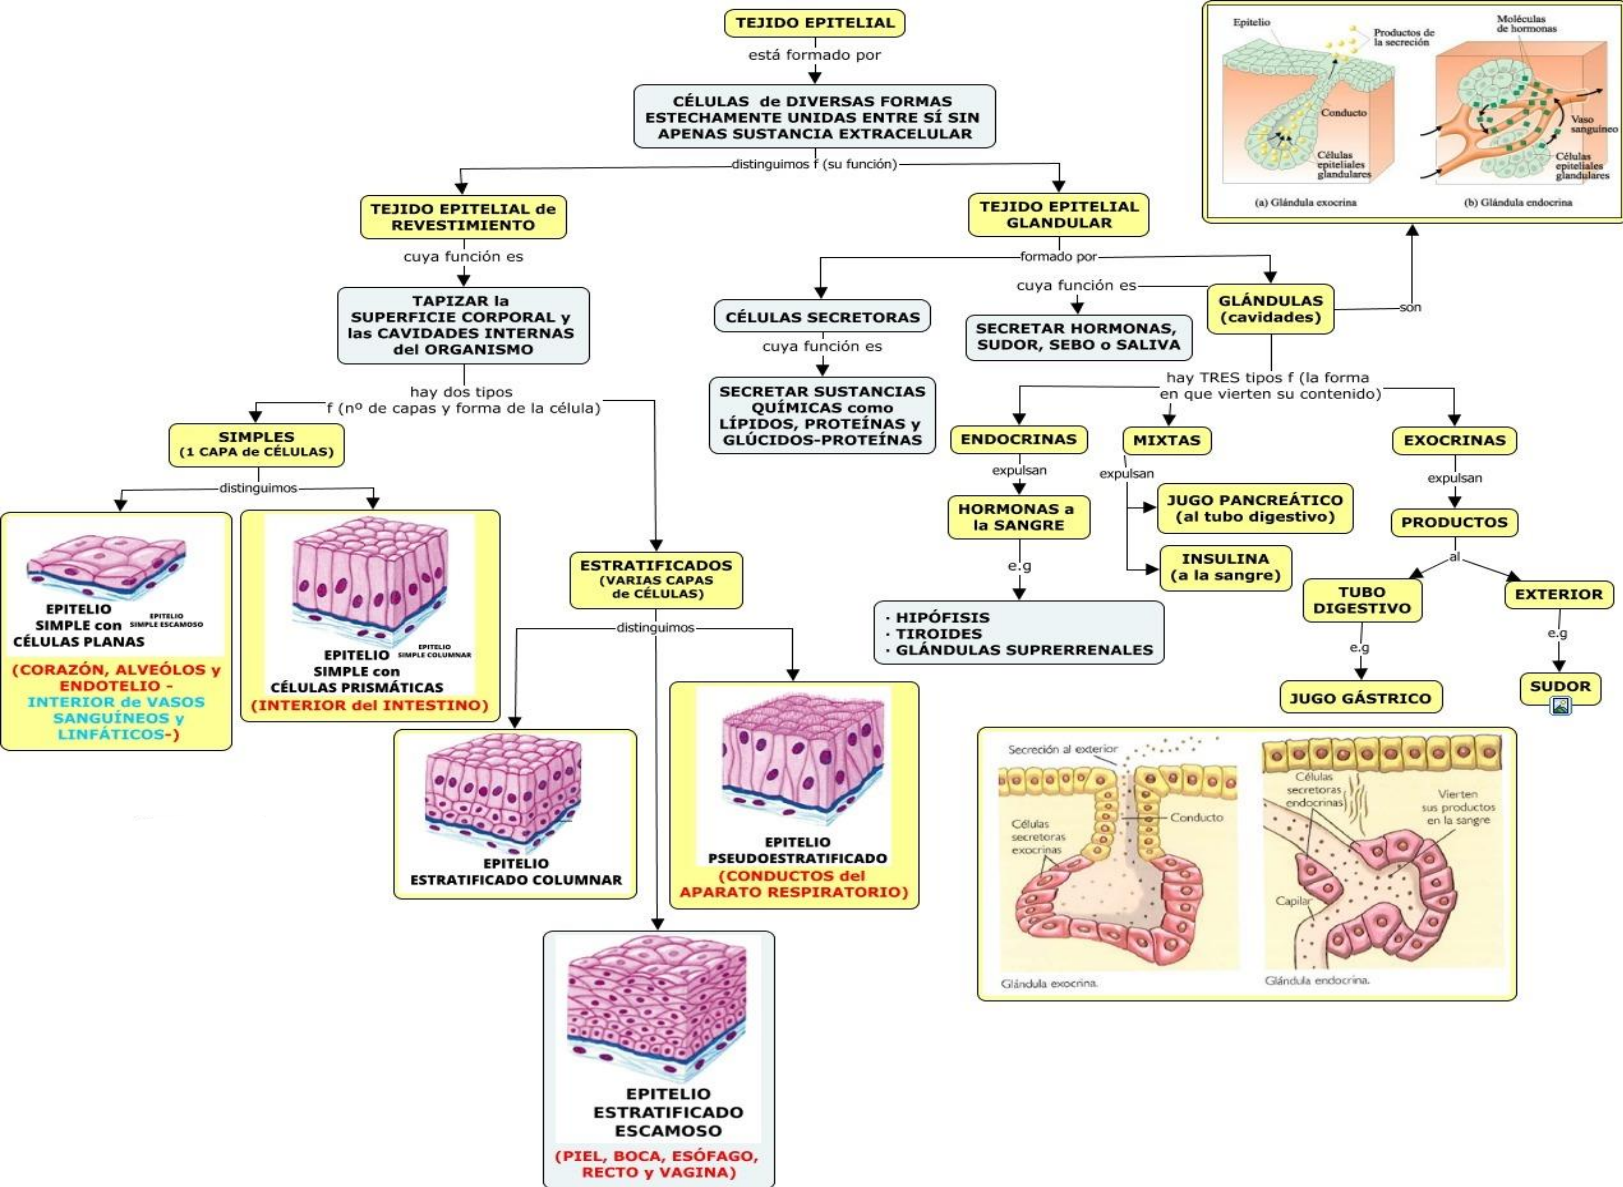 TEJIDO EPITELIAL
está formado por
CÉLULAS de DIVERSAS FORMAS
ESTECHAMENTE UNIDAS ENTRE SÍ SIN
APENAS SUSTANCIA EXTRACELULAR
distinguimos f (su función)
TEJIDO EPITELIAL de
REVESTIMIENTO
cuya función es
TAPIZAR la
SUPERFICIE CORPORAL y
las CAVIDADES INTERNAS
del ORGANISMO
hay dos tipos
f (nº de capas y forma de la célula)
SIMPLES
(1 CAPA de CÉLULAS)
distinguimos
EPITELIO
SIMPLE con
CÉLULAS PLANAS
EPITELIO
SIMPLE ESCAMOSO
(CORAZÓN, ALVEÓLOS y
ENDOTELIO -
INTERIOR de VASOS
SANGUÍNEOS y
LINFÁTICOS-)
EPITELIO
SIMPLE con
CÉLULAS PRISMÁTICAS
EPITELIO
SIMPLE COLUMNAR
(INTERIOR del INTESTINO)
ESTRATIFICADOS
(VARIAS CAPAS
de CÉLULAS)
distinguimos
EPITELIO
ESTRATIFICADO COLUMNAR
EPITELIO
PSEUDOESTRATIFICADO
(CONDUCTOS del
APARATO RESPIRATORIO)
EPITELIO
ESTRATIFICADO
ESCAMOSO
(PIEL, BOCA, ESÓFAGO,
RECTO y VAGINA)
TEJIDO EPITELIAL
GLANDULAR
formado por
CÉLULAS SECRETORAS
cuya función es
SECRETAR SUSTANCIAS
QUÍMICAS como
LÍPIDOS, PROTEÍNAS y
GLÚCIDOS-PROTEÍNAS
GLÁNDULAS
(cavidades)
cuya función es
SECRETAR HORMONAS,
SUDOR, SEBO o SALIVA
son
Epitelio
Productos de
la secreción
Conducto
Células
epiteliales
glandulares
(a) Glándula exocrina
Moléculas
de hormonas
Vaso
sanguíneo
Células
epiteliales
glandulares
(b) Glándula endocrina
hay TRES tipos f (la forma
en que vierten su contenido)
ENDOCRINAS
expulsan
HORMONAS a
la SANGRE
e.g
· HIPÓFISIS
· TIROIDES
· GLÁNDULAS SUPRERRENALES
MIXTAS
expulsan
JUGO PANCREÁTICO
(al tubo digestivo)
INSULINA
(a la sangre)
EXOCRINAS
expulsan
PRODUCTOS
al
TUBO
DIGESTIVO
e.g
JUGO GÁSTRICO
EXTERIOR
e.g
SUDOR
Secreción al exterior
Células
secretoras
exocrinas
Conducto
Glándula exocrina.
Células
secretoras
endocrinas
Vierten
sus productos
en la sangre
Capilar
Glándula endocrina.